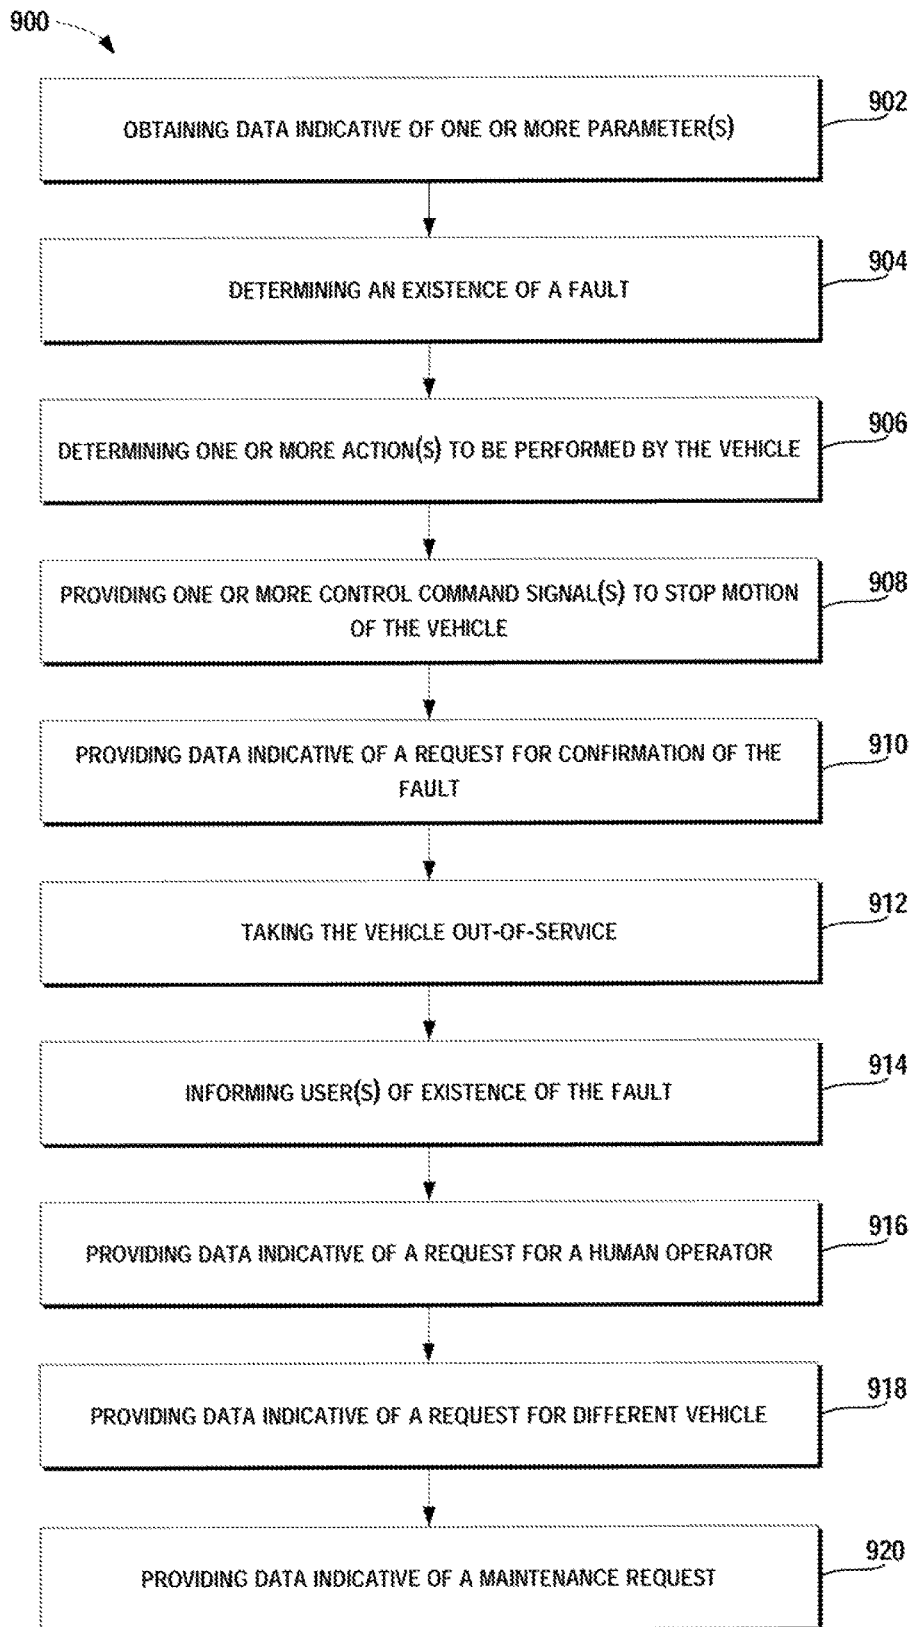 900
OBTAINING DATA INDICATIVE OF ONE OR MORE PARAMETER(S)
902
DETERMINING AN EXISTENCE OF A FAULT
904
DETERMINING ONE OR MORE ACTION(S) TO BE PERFORMED BY THE VEHICLE
906
PROVIDING ONE OR MORE CONTROL COMMAND SIGNAL(S) TO STOP MOTION
OF THE VEHICLE
908
PROVIDING DATA INDICATIVE OF A REQUEST FOR CONFIRMATION OF THE
FAULT
910
TAKING THE VEHICLE OUT-OF-SERVICE
912
INFORMING USER(S) OF EXISTENCE OF THE FAULT
914
PROVIDING DATA INDICATIVE OF A REQUEST FOR A HUMAN OPERATOR
916
PROVIDING DATA INDICATIVE OF A REQUEST FOR DIFFERENT VEHICLE
918
PROVIDING DATA INDICATIVE OF A MAINTENANCE REQUEST
920